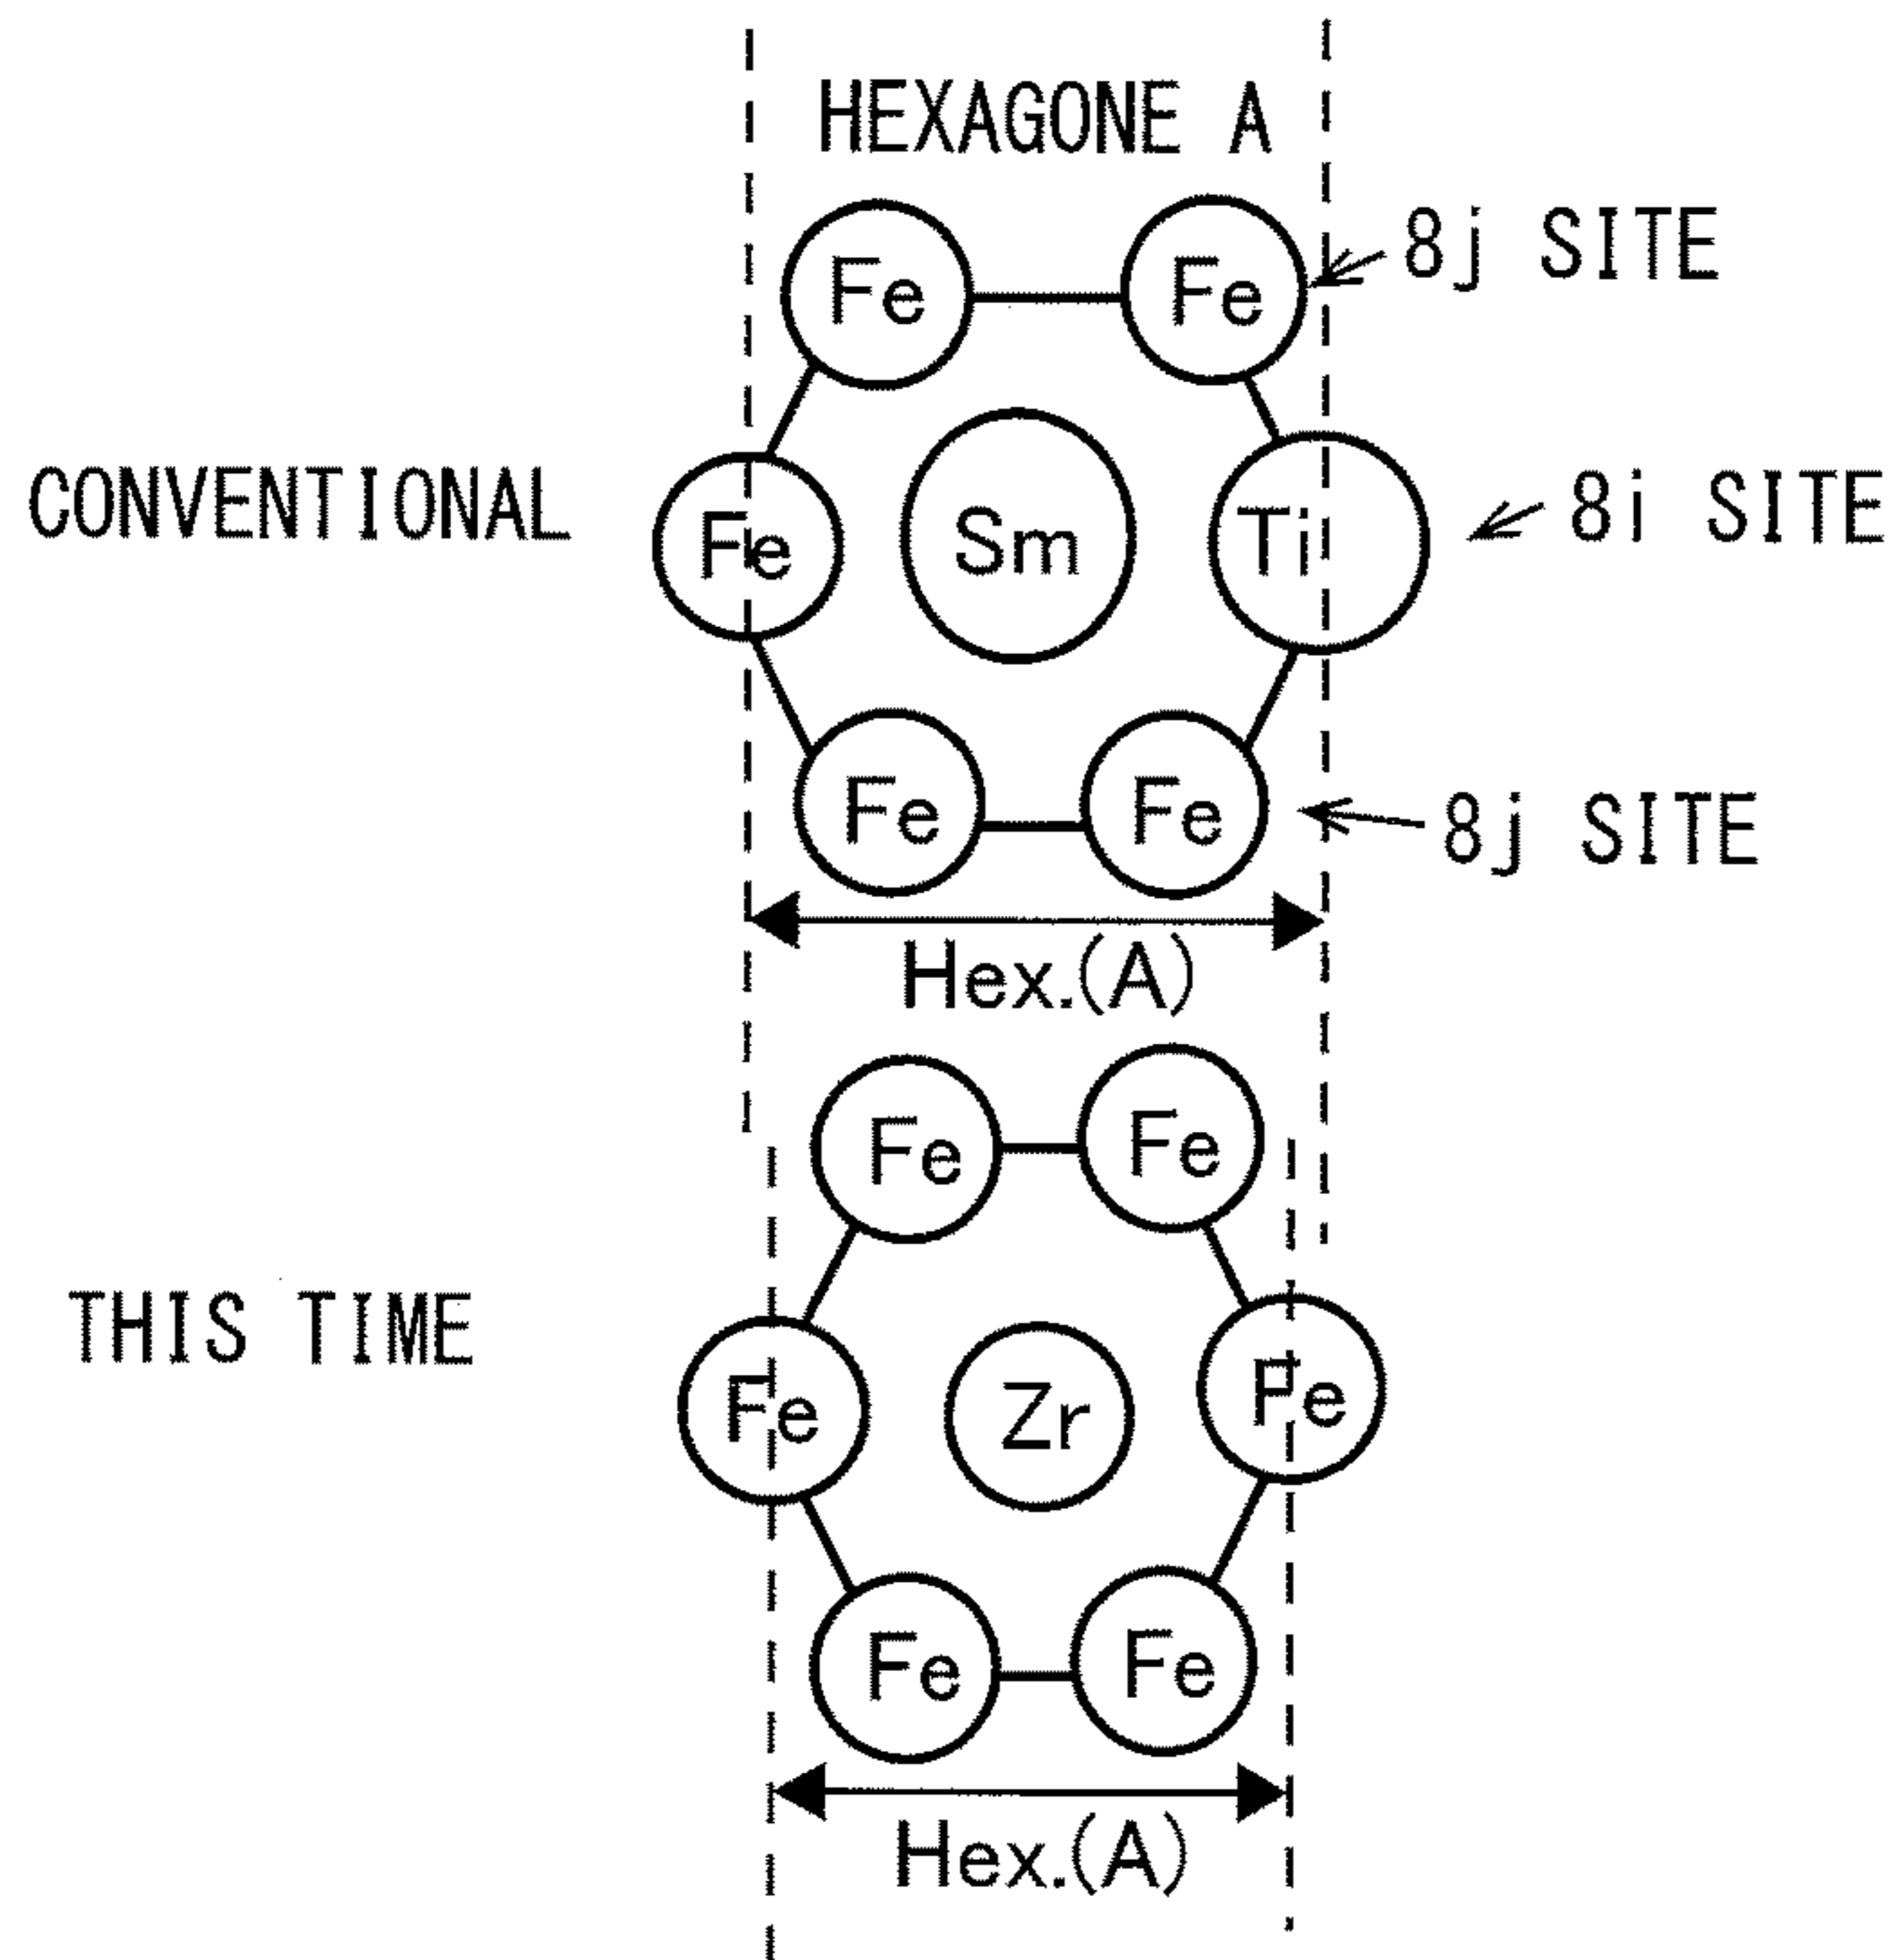 HEXAGONE A
Fe Fe 8j SITE
CONVENTIONAL Fe Sm Ti 8i SITE
Fe Fe 8j SITE
Hex.(A)
Fe Fe
THIS TIME Fe Zr Fe
Fe Fe
Hex.(A)